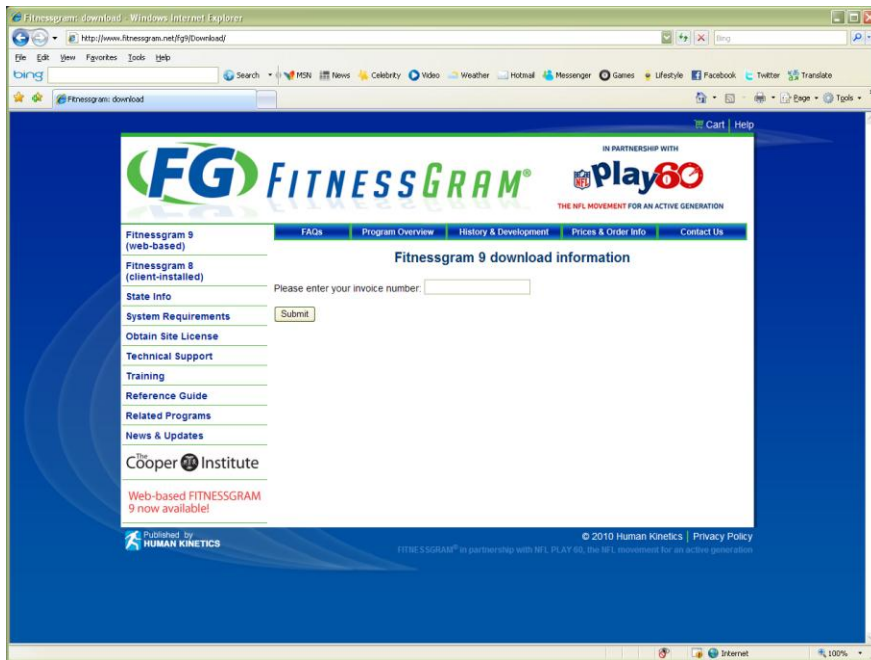 Fitnessgram: download - Windows Internet Explorer
http://www.fitnessgram.net/fg9/Download/
Bing
File Edit View Favorites Tools Help
bing Search MSN News Celebrity Video Weather Hotmail Messenger Games Lifestyle Facebook Twitter Translate
Fitnessgram: download
Page Tools
Cart | Help
FG FITNESSGRAM®
IN PARTNERSHIP WITH
NFL Play60
THE NFL MOVEMENT FOR AN ACTIVE GENERATION
FAQs Program Overview History & Development Prices & Order Info Contact Us
Fitnessgram 9
(web-based)
Fitnessgram 8
(client-installed)
State Info
System Requirements
Obtain Site License
Technical Support
Training
Reference Guide
Related Programs
News & Updates
The
Cooper Institute
Web-based FITNESSGRAM
9 now available!
Fitnessgram 9 download information
Please enter your invoice number:
Submit
Published by
HUMAN KINETICS
© 2010 Human Kinetics | Privacy Policy
FITNESSGRAM® in partnership with NFL PLAY 60, the NFL movement for an active generation
Internet
100%